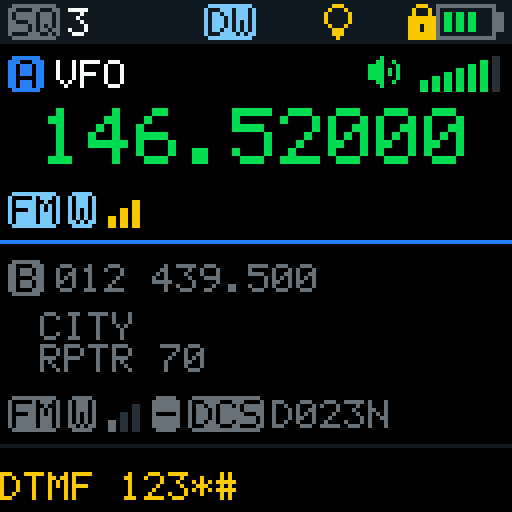 SQ 3 DW
A VFO
146.52000
FM W
B 012 439.500
CITY
RPTR 70
FM W - DCS D023N
DTMF 123*#